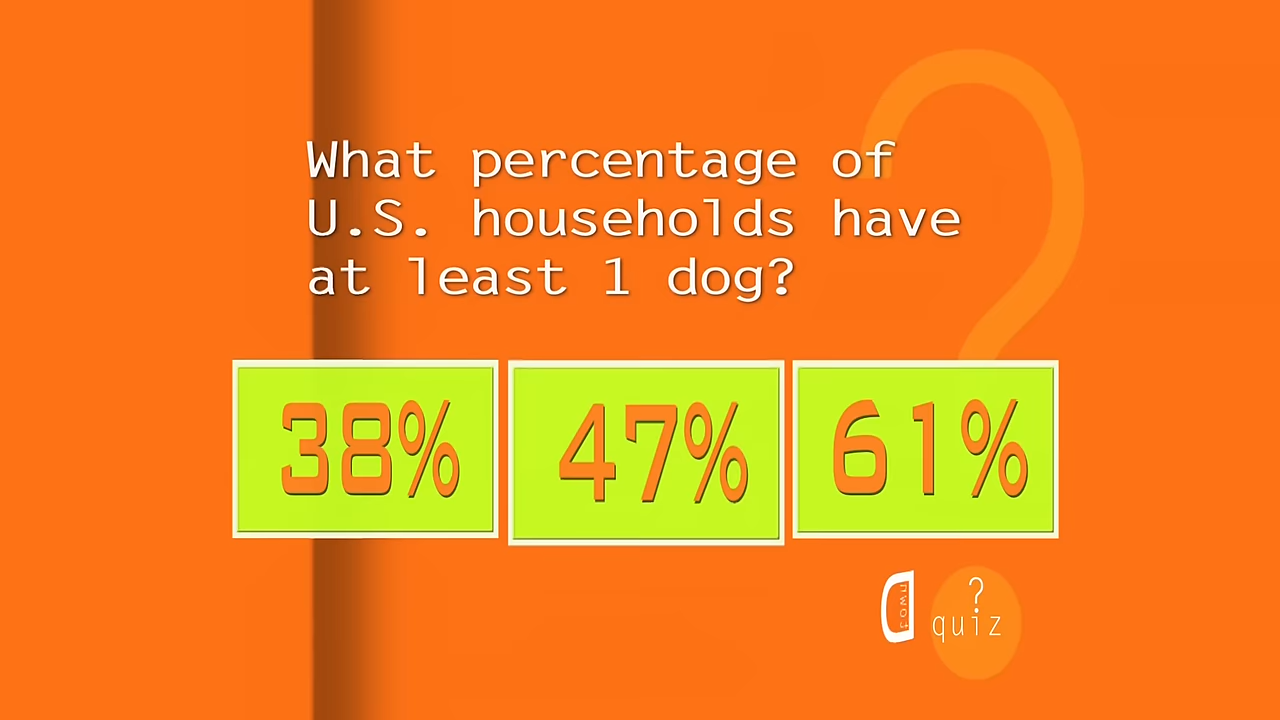 What percentage of
U.S. households have
at least 1 dog?
38% 47% 61%
?
quiz